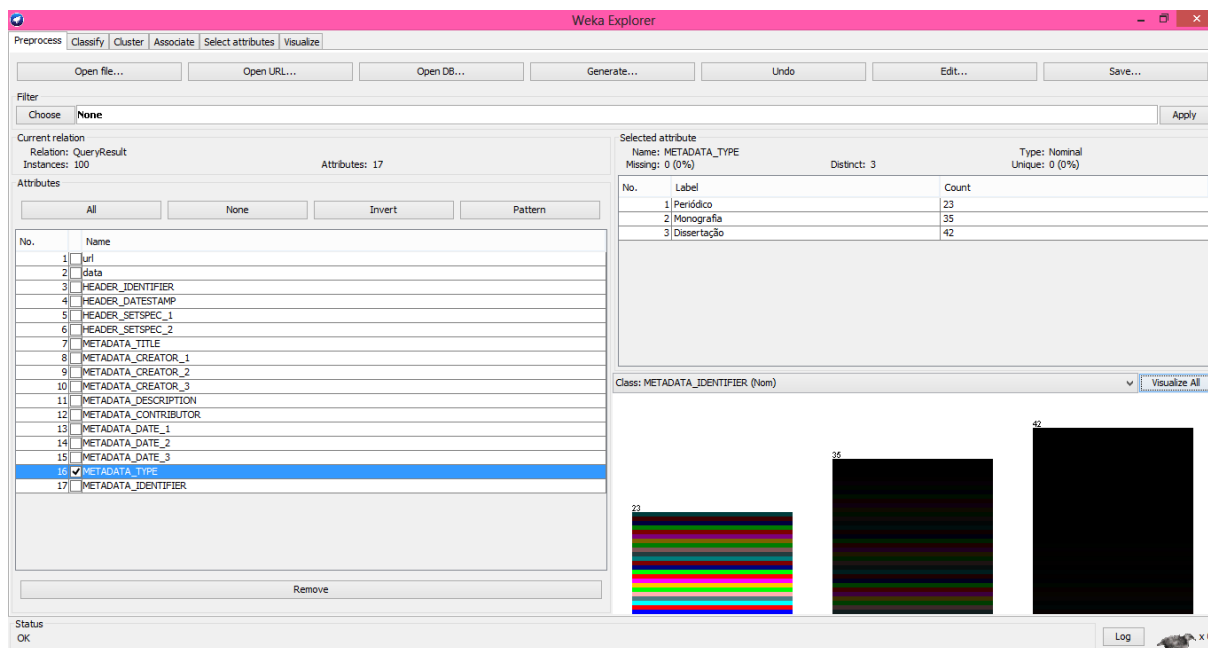 Weka Explorer
Preprocess Classify Cluster Associate Select attributes Visualize
Open file... Open URL... Open DB... Generate... Undo Edit... Save...
Filter
Choose None Apply
Current relation
Relation: QueryResult
Instances: 100 Attributes: 17
Attributes
All None Invert Pattern
No. Name
1 url
2 data
3 HEADER_IDENTIFIER
4 HEADER_DATESTAMP
5 HEADER_SETSPEC_1
6 HEADER_SETSPEC_2
7 METADATA_TITLE
8 METADATA_CREATOR_1
9 METADATA_CREATOR_2
10 METADATA_CREATOR_3
11 METADATA_DESCRIPTION
12 METADATA_CONTRIBUTOR
13 METADATA_DATE_1
14 METADATA_DATE_2
15 METADATA_DATE_3
16 METADATA_TYPE
17 METADATA_IDENTIFIER
Remove
Selected attribute
Name: METADATA_TYPE Type: Nominal
Missing: 0 (0%) Distinct: 3 Unique: 0 (0%)
No. Label Count
1 Periódico 23
2 Monografia 35
3 Dissertação 42
Class: METADATA_IDENTIFIER (Nom) Visualize All
42
35
23
Status
OK Log x